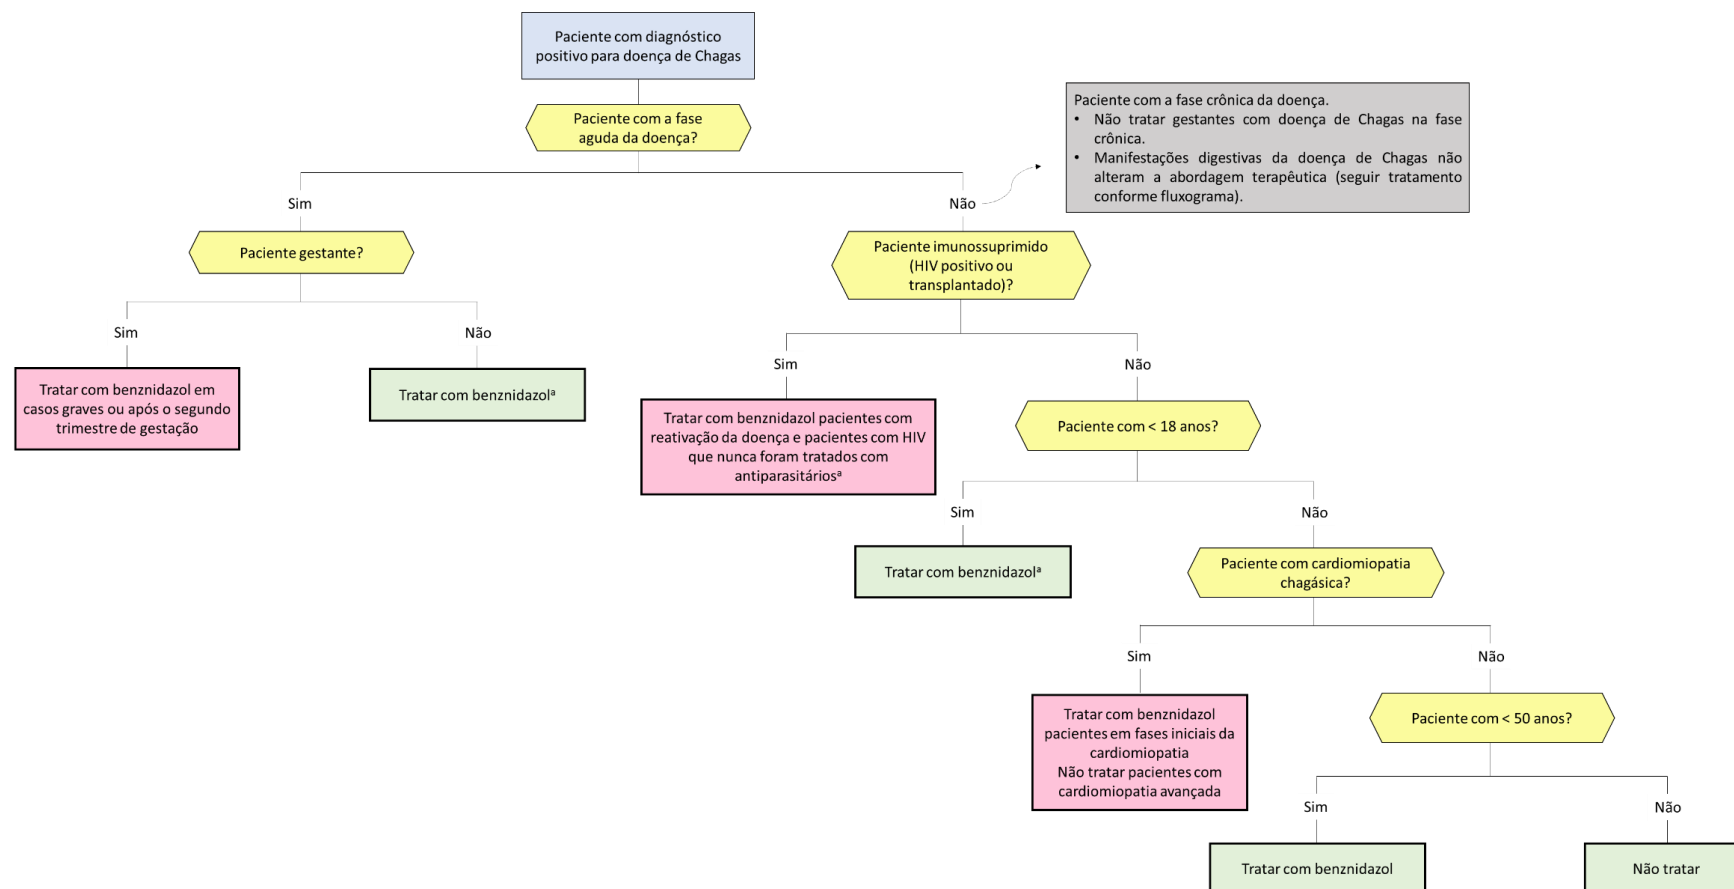 Paciente com diagnóstico
positivo para doença de Chagas
Paciente com a fase
aguda da doença?
Paciente com a fase crônica da doença.
• Não tratar gestantes com doença de Chagas na fase
crônica.
• Manifestações digestivas da doença de Chagas não
alteram a abordagem terapêutica (seguir tratamento
conforme fluxograma).
Sim
Não
Paciente gestante?
Paciente imunossuprimido
(HIV positivo ou
transplantado)?
Sim
Não
Tratar com benznidazol em
casos graves ou após o segundo
trimestre de gestação
Tratar com benznidazolª
Sim
Não
Tratar com benznidazol pacientes com
reativação da doença e pacientes com HIV
que nunca foram tratados com
antiparasitáriosª
Paciente com < 18 anos?
Sim
Não
Tratar com benznidazolª
Paciente com cardiomiopatia
chagásica?
Sim
Não
Tratar com benznidazol
pacientes em fases iniciais da
cardiomiopatia
Não tratar pacientes com
cardiomiopatia avançada
Paciente com < 50 anos?
Sim
Não
Tratar com benznidazol
Não tratar